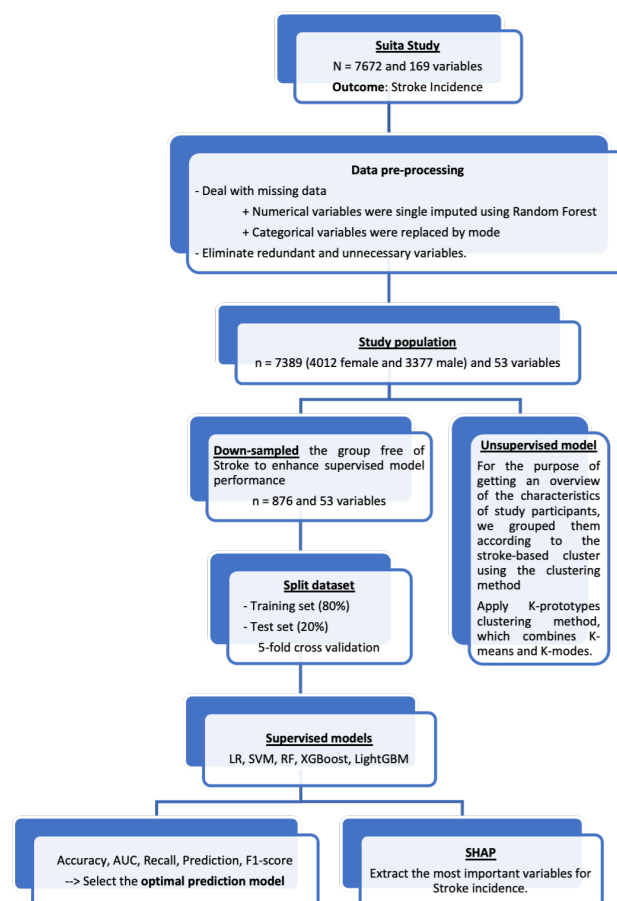 Suita Study
N = 7672 and 169 variables
Outcome: Stroke Incidence
Data pre-processing
- Deal with missing data
+ Numerical variables were single imputed using Random Forest
+ Categorical variables were replaced by mode
- Eliminate redundant and unnecessary variables.
Study population
n = 7389 (4012 female and 3377 male) and 53 variables
Down-sampled the group free of
Stroke to enhance supervised model
performance
n = 876 and 53 variables
Unsupervised model
For the purpose of
getting an overview
of the characteristics
of study participants,
we grouped them
according to the
stroke-based cluster
using the clustering
method
Apply K-prototypes
clustering method,
which combines K-
means and K-modes.
Split dataset
- Training set (80%)
- Test set (20%)
5-fold cross validation
Supervised models
LR, SVM, RF, XGBoost, LightGBM
Accuracy, AUC, Recall, Prediction, F1-score
--> Select the optimal prediction model
SHAP
Extract the most important variables for
Stroke incidence.